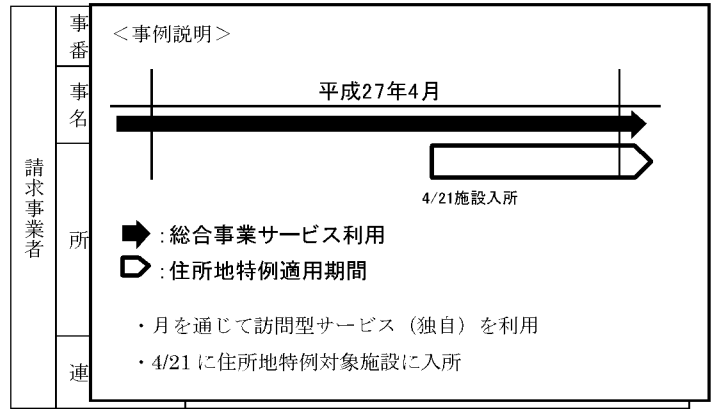 事
番
事
名
請求事業者
所
連
＜事例説明＞
平成27年4月
4/21施設入所
：総合事業サービス利用
：住所地特例適用期間
・月を通じて訪問型サービス（独自）を利用
・4/21 に住所地特例対象施設に入所